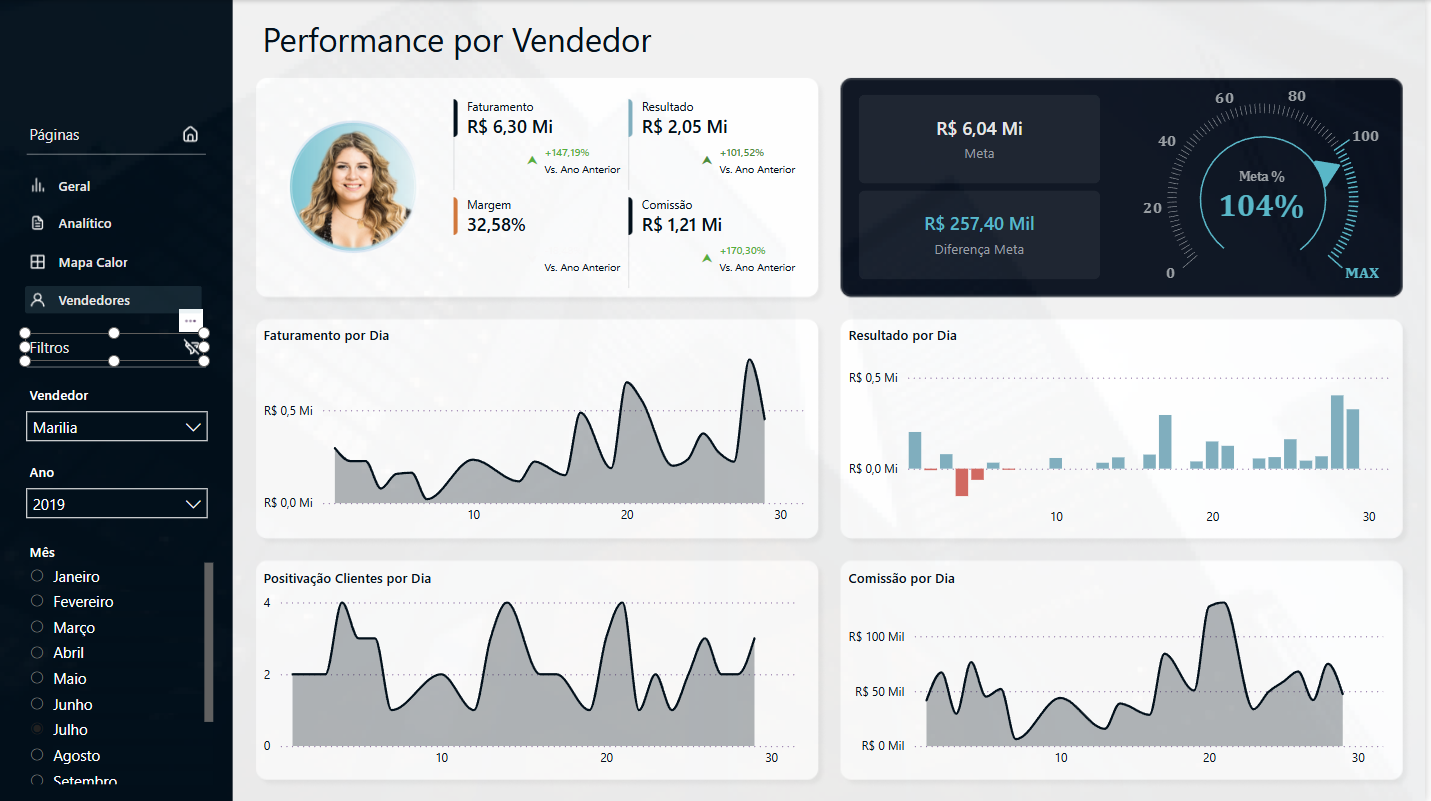 Performance por Vendedor
Páginas
Geral
Analítico
Mapa Calor
Vendedores
Filtros
Vendedor
Marilia
Ano
2019
Mês
Janeiro
Fevereiro
Março
Abril
Maio
Junho
Julho
Agosto
Setembro
Faturamento
R$ 6,30 Mi
+147,19%
Vs. Ano Anterior
Resultado
R$ 2,05 Mi
+101,52%
Vs. Ano Anterior
Margem
32,58%
Vs. Ano Anterior
Comissão
R$ 1,21 Mi
+170,30%
Vs. Ano Anterior
R$ 6,04 Mi
Meta
R$ 257,40 Mil
Diferença Meta
0
20
40
60
80
100
MAX
Meta %
104%
Faturamento por Dia
R$ 0,5 Mi
R$ 0,0 Mi
10 20 30
Resultado por Dia
R$ 0,5 Mi
R$ 0,0 Mi
10 20 30
Positivação Clientes por Dia
4
2
0
10 20 30
Comissão por Dia
R$ 100 Mil
R$ 50 Mil
R$ 0 Mil
10 20 30